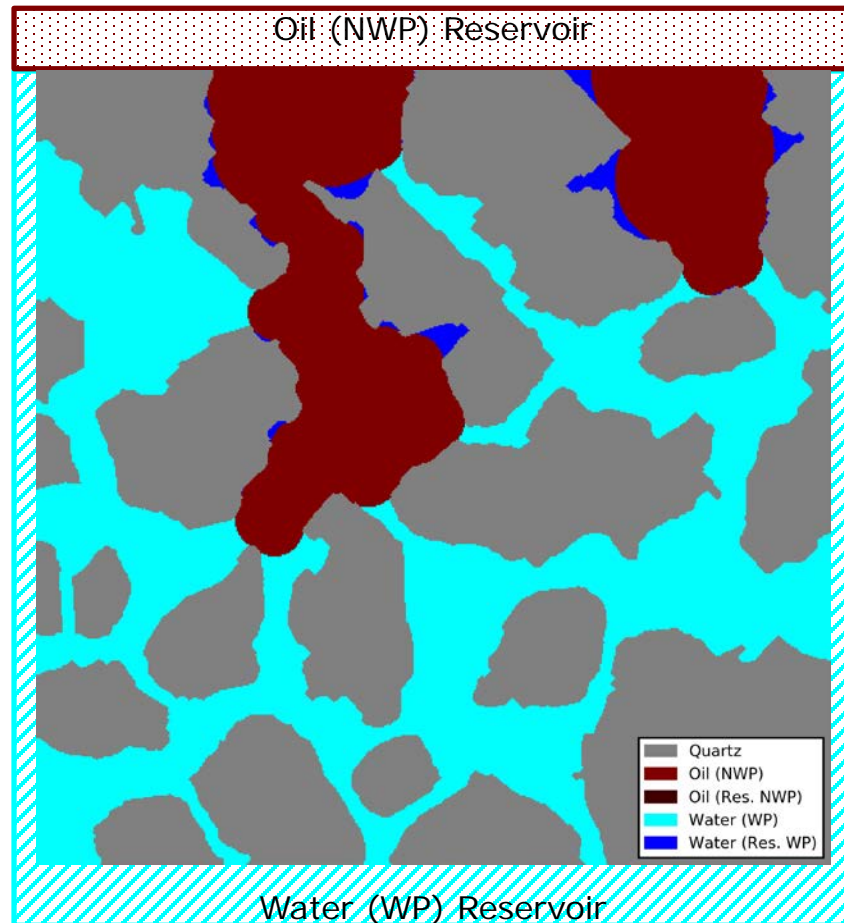 Oil (NWP) Reservoir
Quartz
Oil (NWP)
Oil (Res. NWP)
Water (WP)
Water (Res. WP)
Water (WP) Reservoir